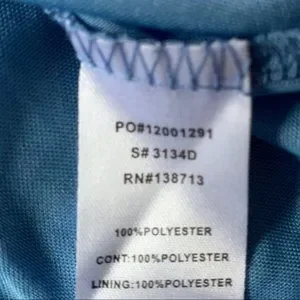 PO#12001291
S# 3134D
RN#138713
100%POLYESTER
CONT:100%POLYESTER
LINING:100%POLYESTER